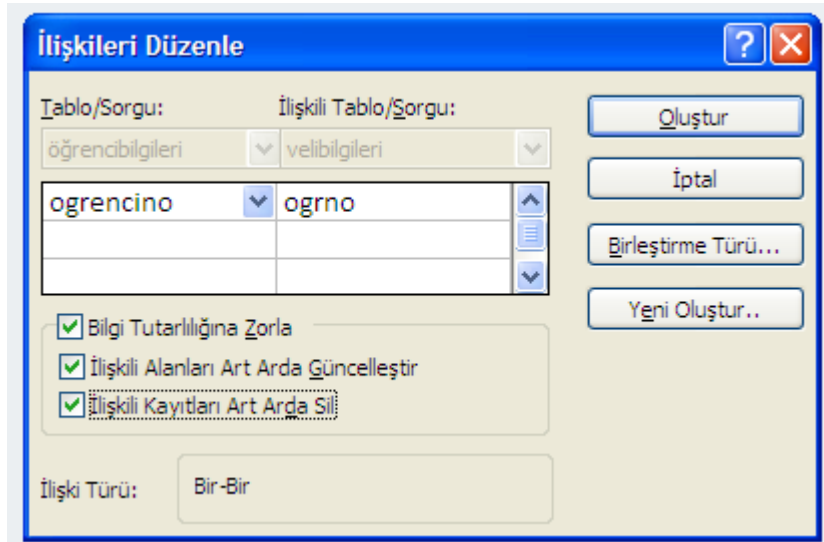 İlişkileri Düzenle
Tablo/Sorgu: İlişkili Tablo/Sorgu:
öğrencibilgileri velibilgileri
ogrencino ogrno
Bilgi Tutarlılığına Zorla
İlişkili Alanları Art Arda Güncelleştir
İlişkili Kayıtları Art Arda Sil
İlişki Türü: Bir-Bir
Oluştur
İptal
Birleştirme Türü...
Yeni Oluştur..